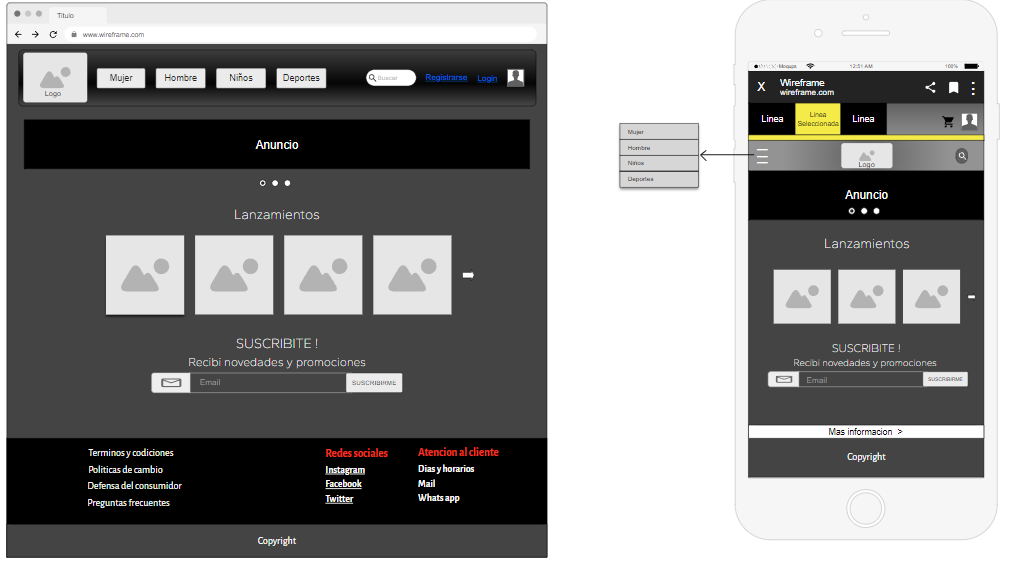 Titulo
www.wireframe.com
Logo
Mujer
Hombre
Niños
Deportes
Buscar
Registrarse
Login
Anuncio
Lanzamientos
SUSCRIBITE !
Recibi novedades y promociones
Email
SUSCRIBIRME
Terminos y codiciones
Politicas de cambio
Defensa del consumidor
Preguntas frecuentes
Redes sociales
Instagram
Facebook
Twitter
Atencion al cliente
Dias y horarios
Mail
Whats app
Copyright
Mujer
Hombre
Niños
Deportes
Moqups
12:51 AM
100%
X
Wireframe
wireframe.com
Linea
Linea
Seleccionada
Linea
Logo
Anuncio
Lanzamientos
SUSCRIBITE !
Recibi novedades y promociones
Email
SUSCRIBIRME
Mas informacion >
Copyright